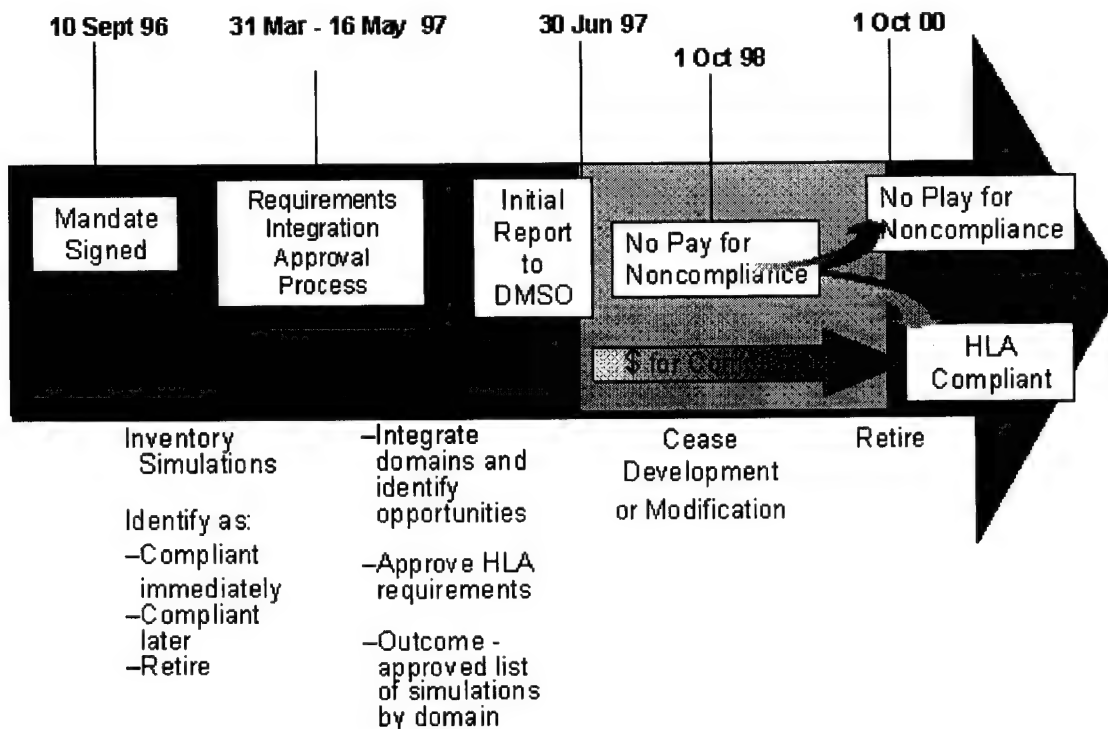 10 Sept 96
31 Mar - 16 May 97
30 Jun 97
1 Oct 98
1 Oct 00
Mandate
Signed
Requirements
Integration
Approval
Process
Initial
Report
to
DMSO
No Pay for
Noncompliance
No Play for
Noncompliance
$ for
HLA
Compliant
Inventory
Simulations
Identify as:
–Compliant
immediately
–Compliant
later
–Retire
–Integrate
domains and
identify
opportunities
–Approve HLA
requirements
–Outcome -
approved list
of simulations
by domain
Cease
Development
or Modification
Retire